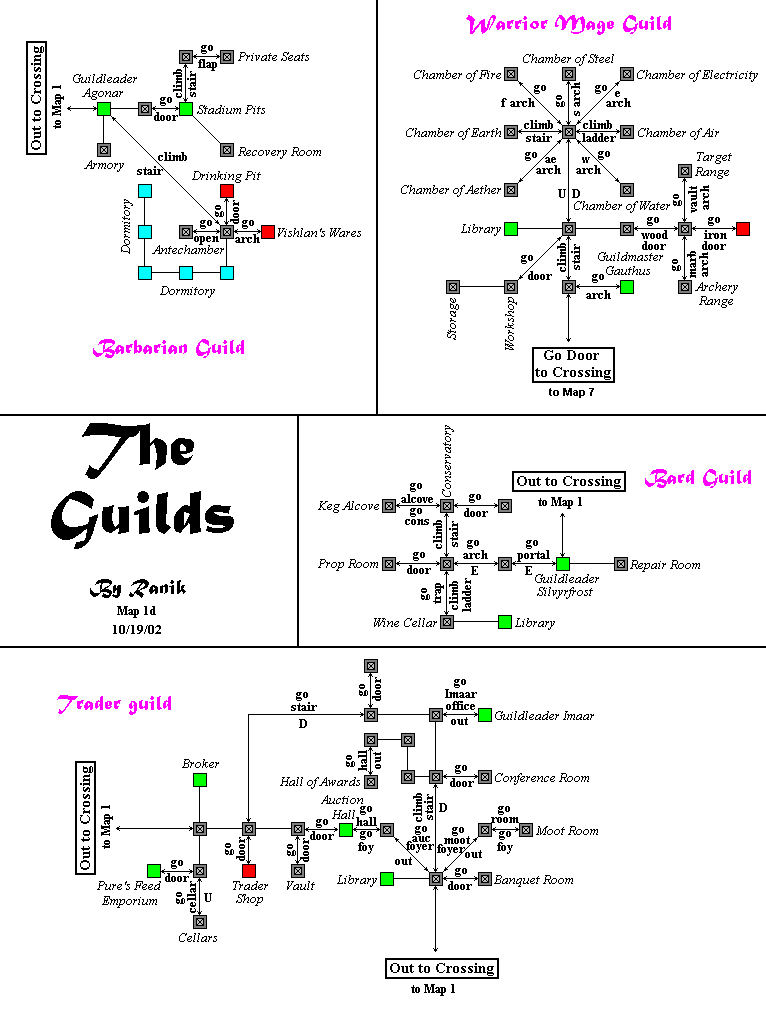 Barbarian Guild
Out to Crossing
to Map 1
Guildleader
Agonar
go
door
Armory
climb
stair
go
flap
Private Seats
Stadium Pits
Recovery Room
climb
stair
Drinking Pit
go
door
go
open
go
arch
Vishlan's Wares
Antechamber
Dormitory
Dormitory
Warrior Mage Guild
Chamber of Steel
Chamber of Fire
Chamber of Electricity
go
f arch
go
s arch
go
e
arch
Chamber of Earth
climb
stair
climb
ladder
Chamber of Air
go ae
arch
w go
arch
Chamber of Aether
Chamber of Water
U D
Target
Range
go
vault
arch
Library
go
wood
door
go
iron
door
go
marb
arch
Archery
Range
go
door
climb
stair
Guildmaster
Gauthus
go
arch
Storage
Workshop
Go Door
to Crossing
to Map 7
The
Guilds
By Ranik
Map 1d
10/19/02
Bard Guild
Out to Crossing
to Map 1
Conservatory
Keg Alcove
go
alcove
go
cons
go
door
climb
stair
Prop Room
go
door
go
arch
E
go
portal
E
Guildleader
Silvyrfrost
Repair Room
go
trap
climb
ladder
Wine Cellar
Library
Trader guild
go
door
go
stair
D
go
Imaar
office
out
Guildleader Imaar
go
hall
out
Hall of Awards
go
door
Conference Room
climb
stair
D
Broker
Out to Crossing
to Map 1
go
door
Trader
Shop
go
door
Vault
go
door
Auction
Hall
go
hall
go
foy
go
auc
foyer
out
go
moot
foyer
out
go
room
go
foy
Moot Room
go
door
Pure's Feed
Emporium
go
cellar
U
Cellars
Library
go
door
Banquet Room
Out to Crossing
to Map 1